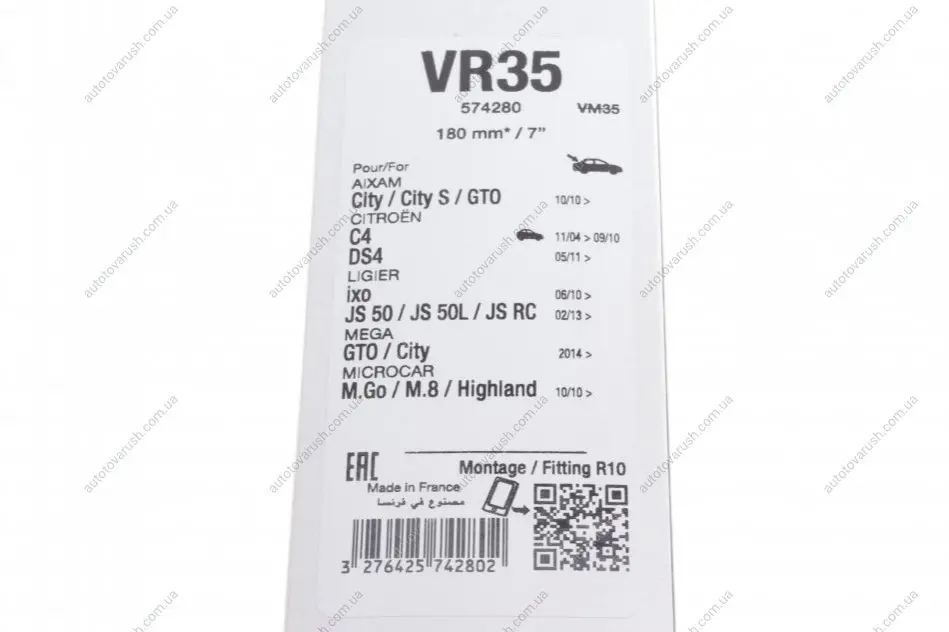 VR35
574280 VM35
180 mm* / 7"
Pour/For
AIXAM
City / City S / GTO 10/10 >
CITROËN
C4 11/04 > 09/10
DS4 05/11 >
LIGIER
ixo 06/10 >
JS 50 / JS 50L / JS RC 02/13 >
MEGA
GTO / City 2014 >
MICROCAR
M.Go / M.8 / Highland 10/10 >
EAC Montage / Fitting R10
Made in France
مصنوع في فرنسا
3 276425 742802
autotovarush.com.ua